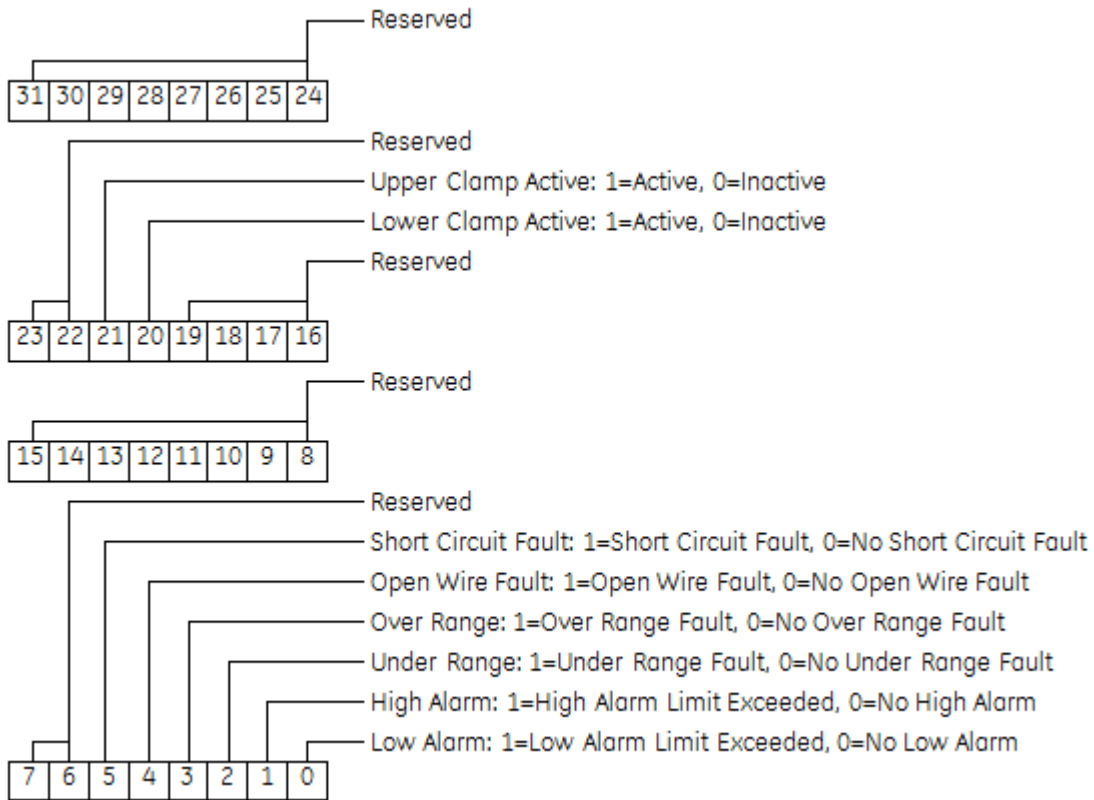 Reserved
31 30 29 28 27 26 25 24
Reserved
Upper Clamp Active: 1=Active, 0=Inactive
Lower Clamp Active: 1=Active, 0=Inactive
Reserved
23 22 21 20 19 18 17 16
Reserved
15 14 13 12 11 10 9 8
Reserved
Short Circuit Fault: 1=Short Circuit Fault, 0=No Short Circuit Fault
Open Wire Fault: 1=Open Wire Fault, 0=No Open Wire Fault
Over Range: 1=Over Range Fault, 0=No Over Range Fault
Under Range: 1=Under Range Fault, 0=No Under Range Fault
High Alarm: 1=High Alarm Limit Exceeded, 0=No High Alarm
Low Alarm: 1=Low Alarm Limit Exceeded, 0=No Low Alarm
7 6 5 4 3 2 1 0